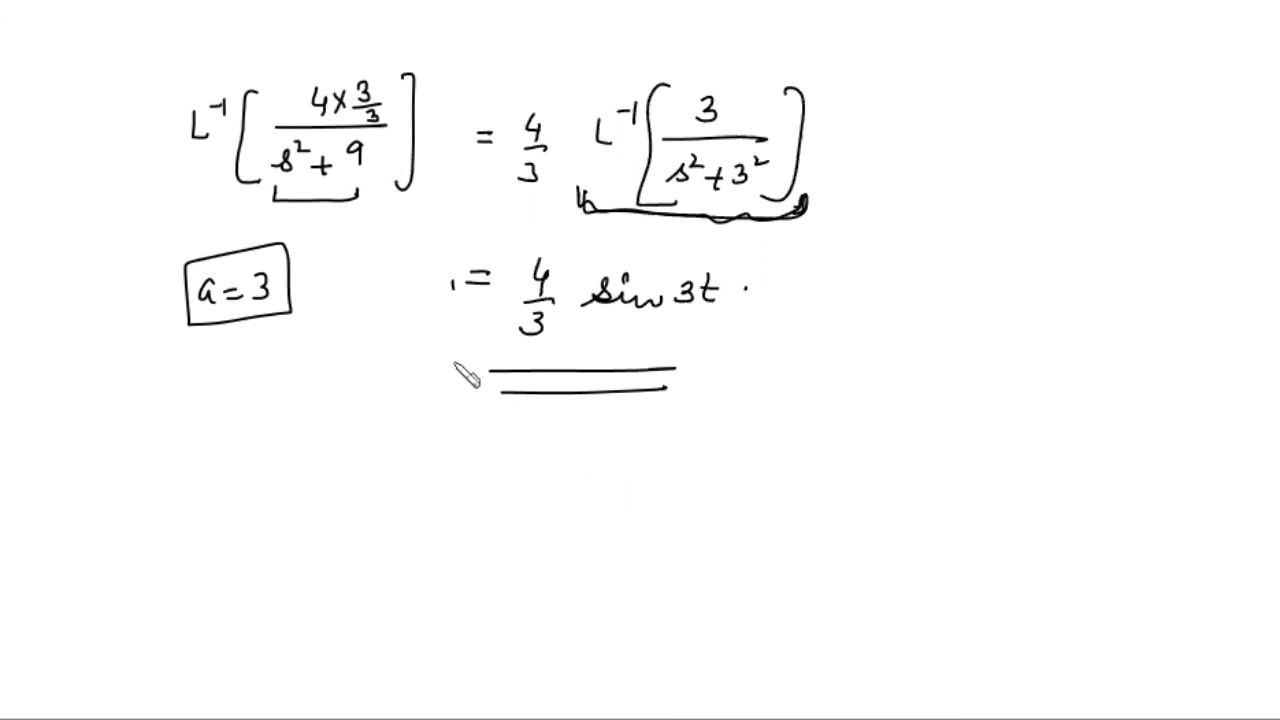 L⁻¹[ (4 × 3/3) / (s² + 9) ] = 4/3 L⁻¹[ 3 / (s² + 3²) ]
a = 3
= 4/3 sin 3t .